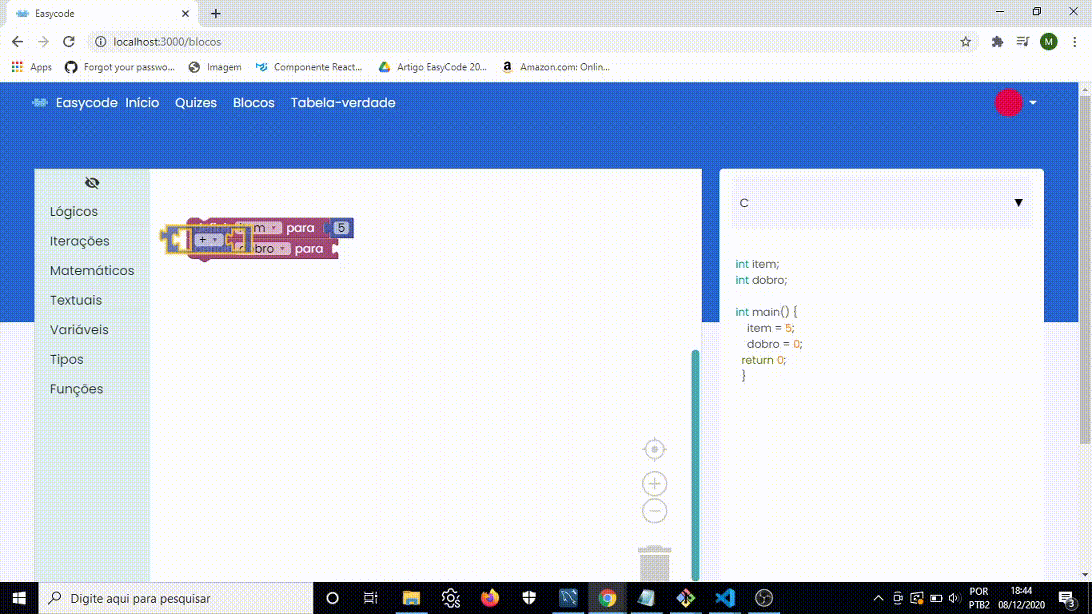 Easycode
localhost:3000/blocos
Apps Forgot your passwo... Imagem Componente React... Artigo EasyCode 20... Amazon.com: Onlin...
M
Easycode Início Quizes Blocos Tabela-verdade
Lógicos
Iterações
Matemáticos
Textuais
Variáveis
Tipos
Funções
para 5
+
para
C
int item;
int dobro;
int main() {
item = 5;
dobro = 0;
return 0;
}
Digite aqui para pesquisar
POR
PTB2
18:44
08/12/2020
3